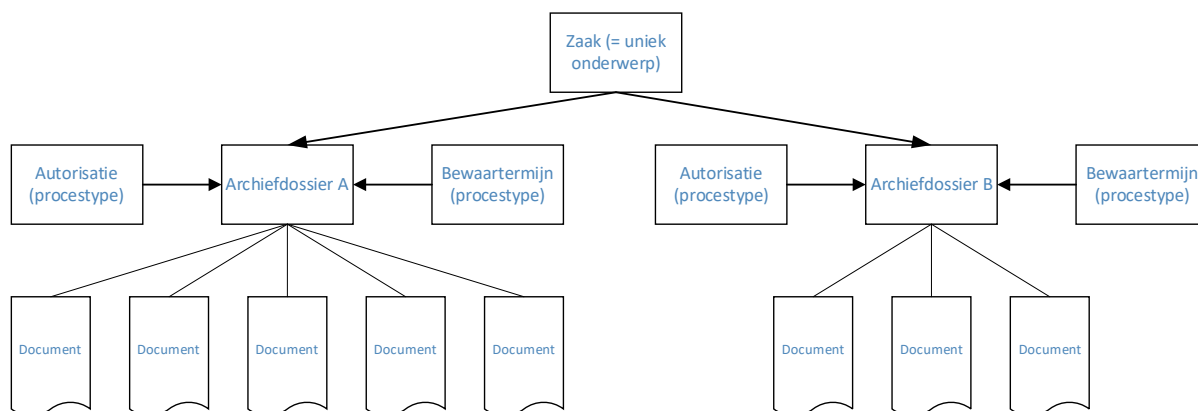 Zaak (= uniek
onderwerp)
Autorisatie
(procestype)
Archiefdossier A
Bewaartermijn
(procestype)
Autorisatie
(procestype)
Archiefdossier B
Bewaartermijn
(procestype)
Document
Document
Document
Document
Document
Document
Document
Document